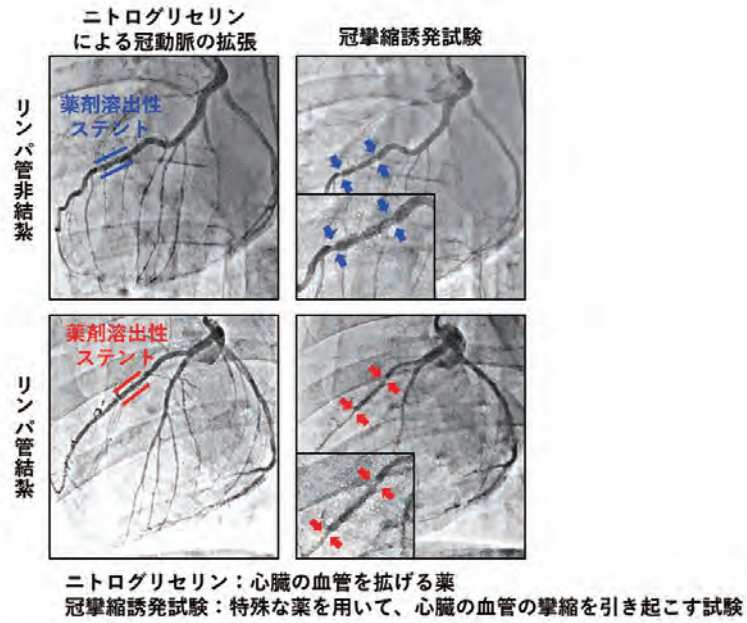 ニトログリセリン
による冠動脈の拡張
冠攣縮誘発試験
リンパ管非結紮
薬剤溶出性
ステント
リンパ管結紮
薬剤溶出性
ステント
ニトログリセリン：心臓の血管を拡げる薬
冠攣縮誘発試験：特殊な薬を用いて、心臓の血管の攣縮を引き起こす試験